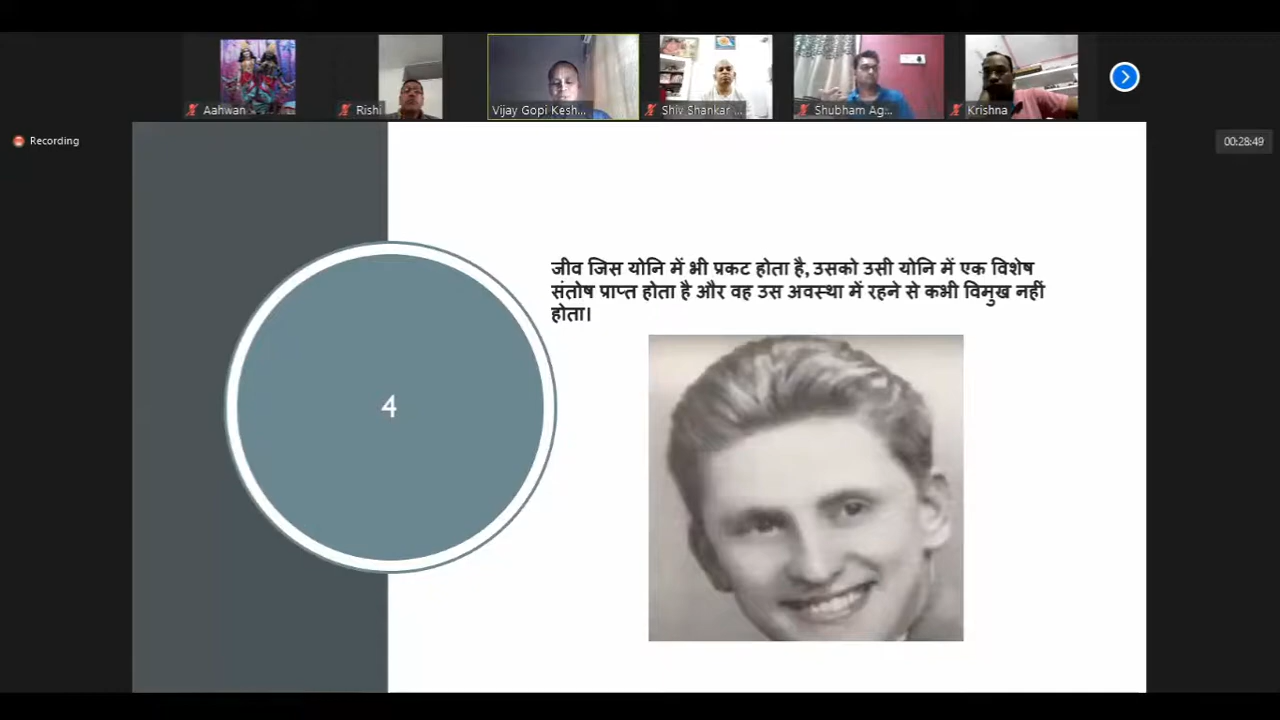 Aahwan
Rishi
Vijay Gopi Kesh...
Shiv Shankar ...
Shubham Ag...
Krishna
Recording
00:28:49
जीव जिस योनि में भी प्रकट होता है, उसको उसी योनि में एक विशेष
संतोष प्राप्त होता है और वह उस अवस्था में रहने से कभी विमुख नहीं
होता।
4